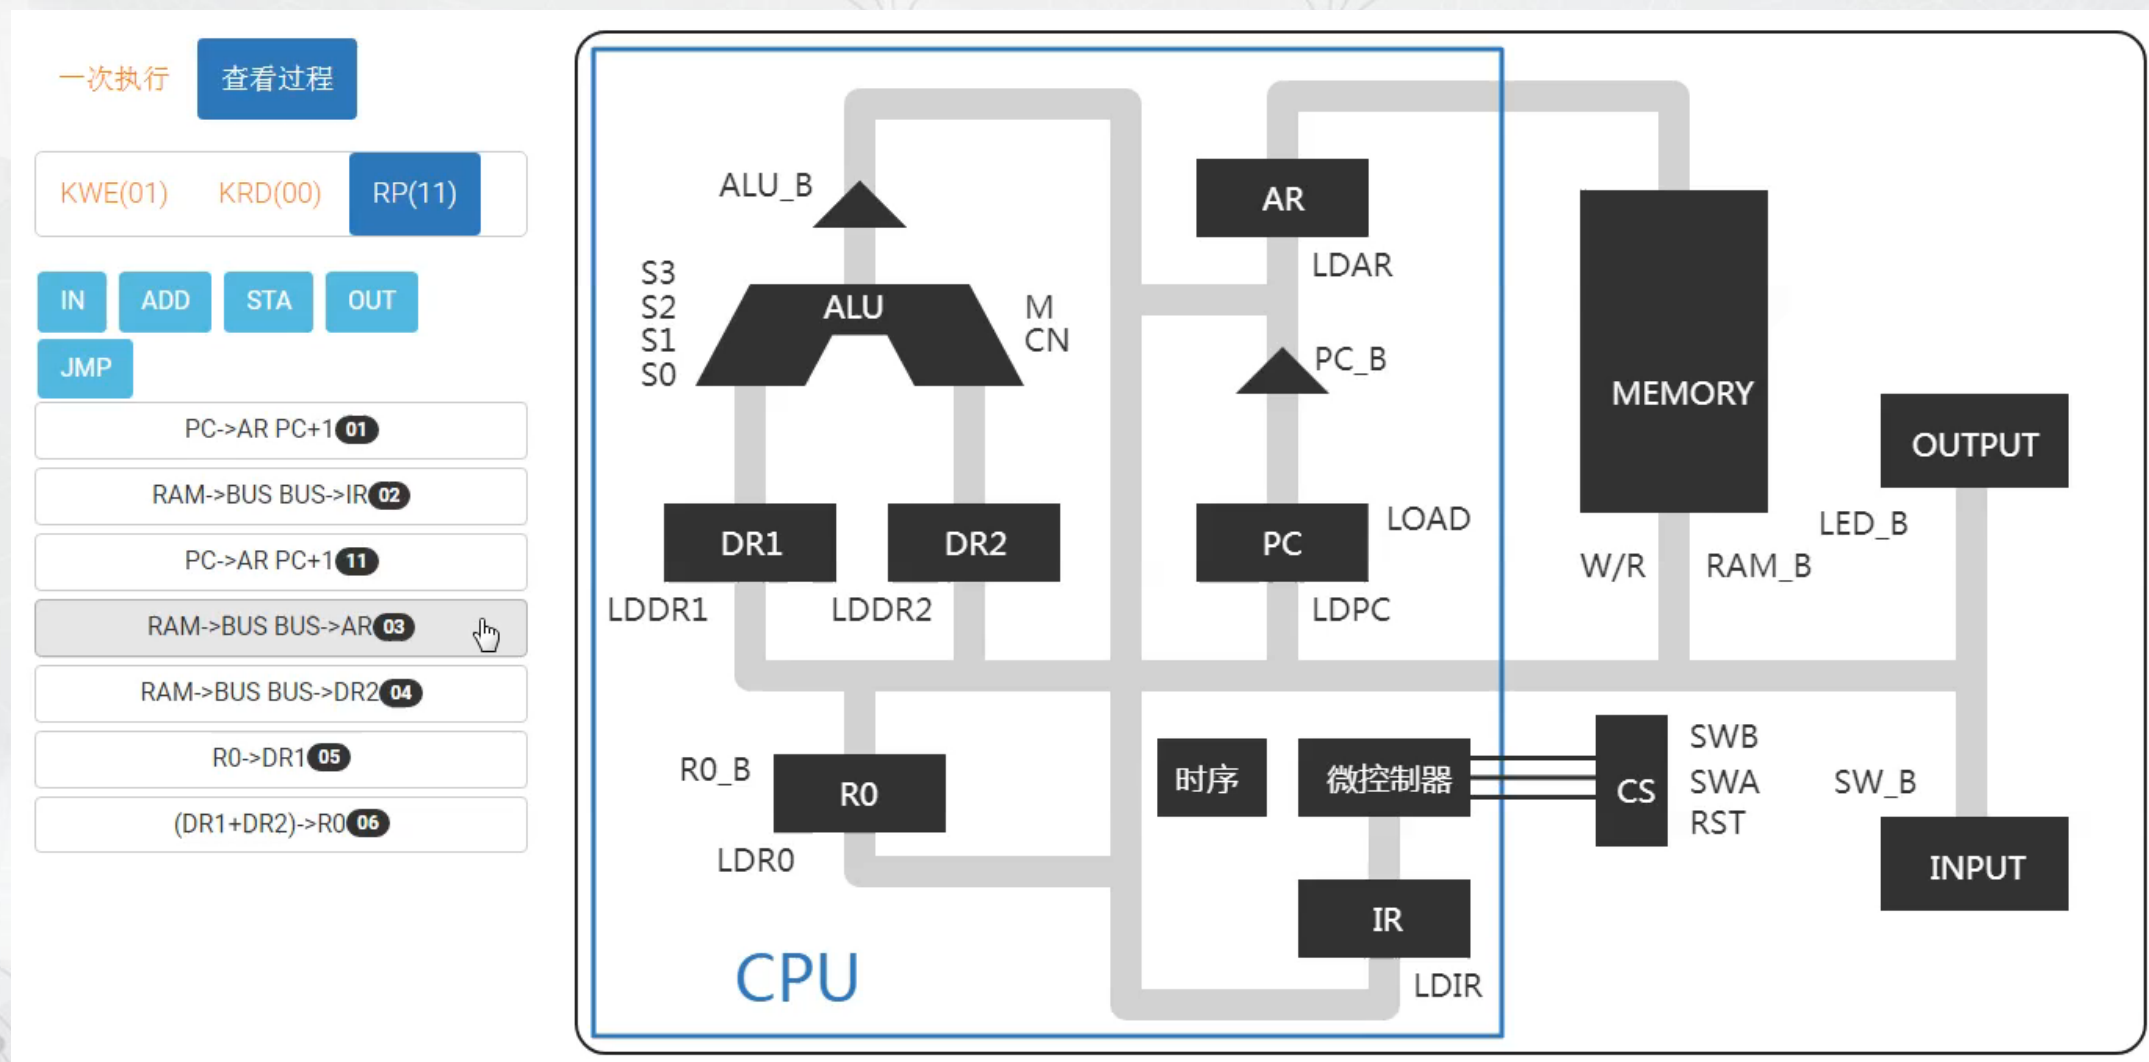 一次执行 查看过程
KWE(01) KRD(00) RP(11)
IN ADD STA OUT
JMP
PC->AR PC+1 01
RAM->BUS BUS->IR 02
PC->AR PC+1 11
RAM->BUS BUS->AR 03
RAM->BUS BUS->DR2 04
R0->DR1 05
(DR1+DR2)->R0 06
ALU_B
AR
LDAR
S3
S2
S1
S0
ALU
M
CN
PC_B
MEMORY
OUTPUT
DR1
DR2
PC
LOAD
LED_B
W/R
RAM_B
LDDR1
LDDR2
LDPC
R0_B
R0
LDR0
时序
微控制器
CS
SWB
SWA
RST
SW_B
INPUT
IR
LDIR
CPU